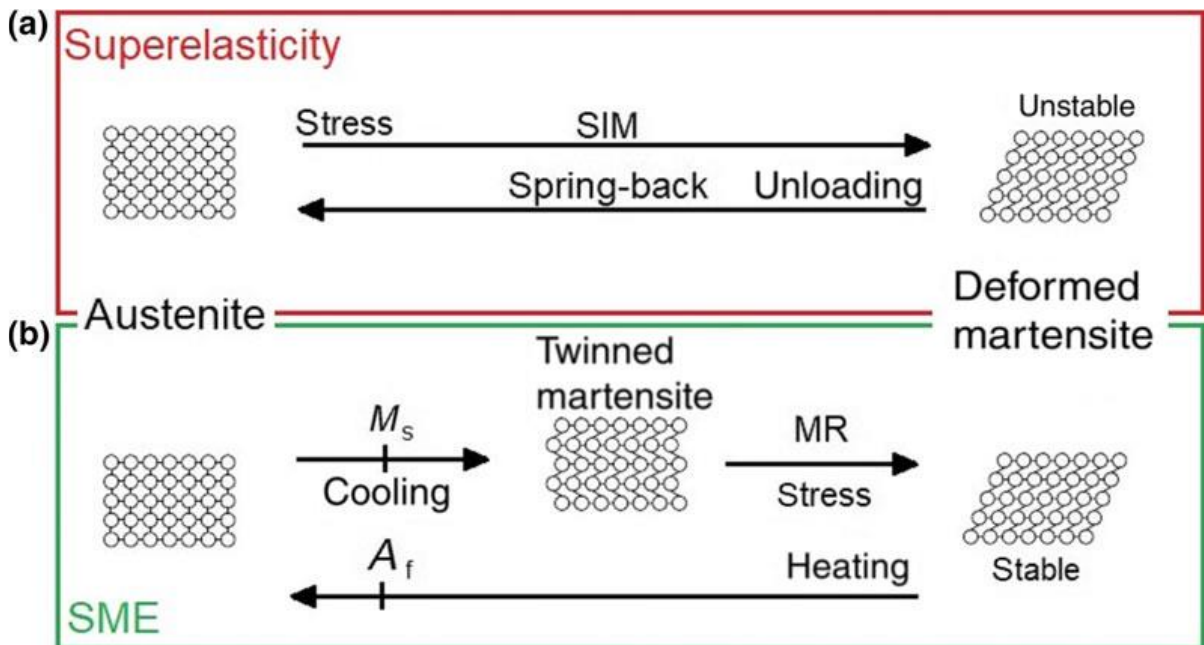 (a)
Superelasticity
Stress SIM
Unstable
Spring-back Unloading
Austenite
Deformed
martensite
(b)
Twinned
martensite
Ms
Cooling
MR
Stress
Af
Heating
Stable
SME